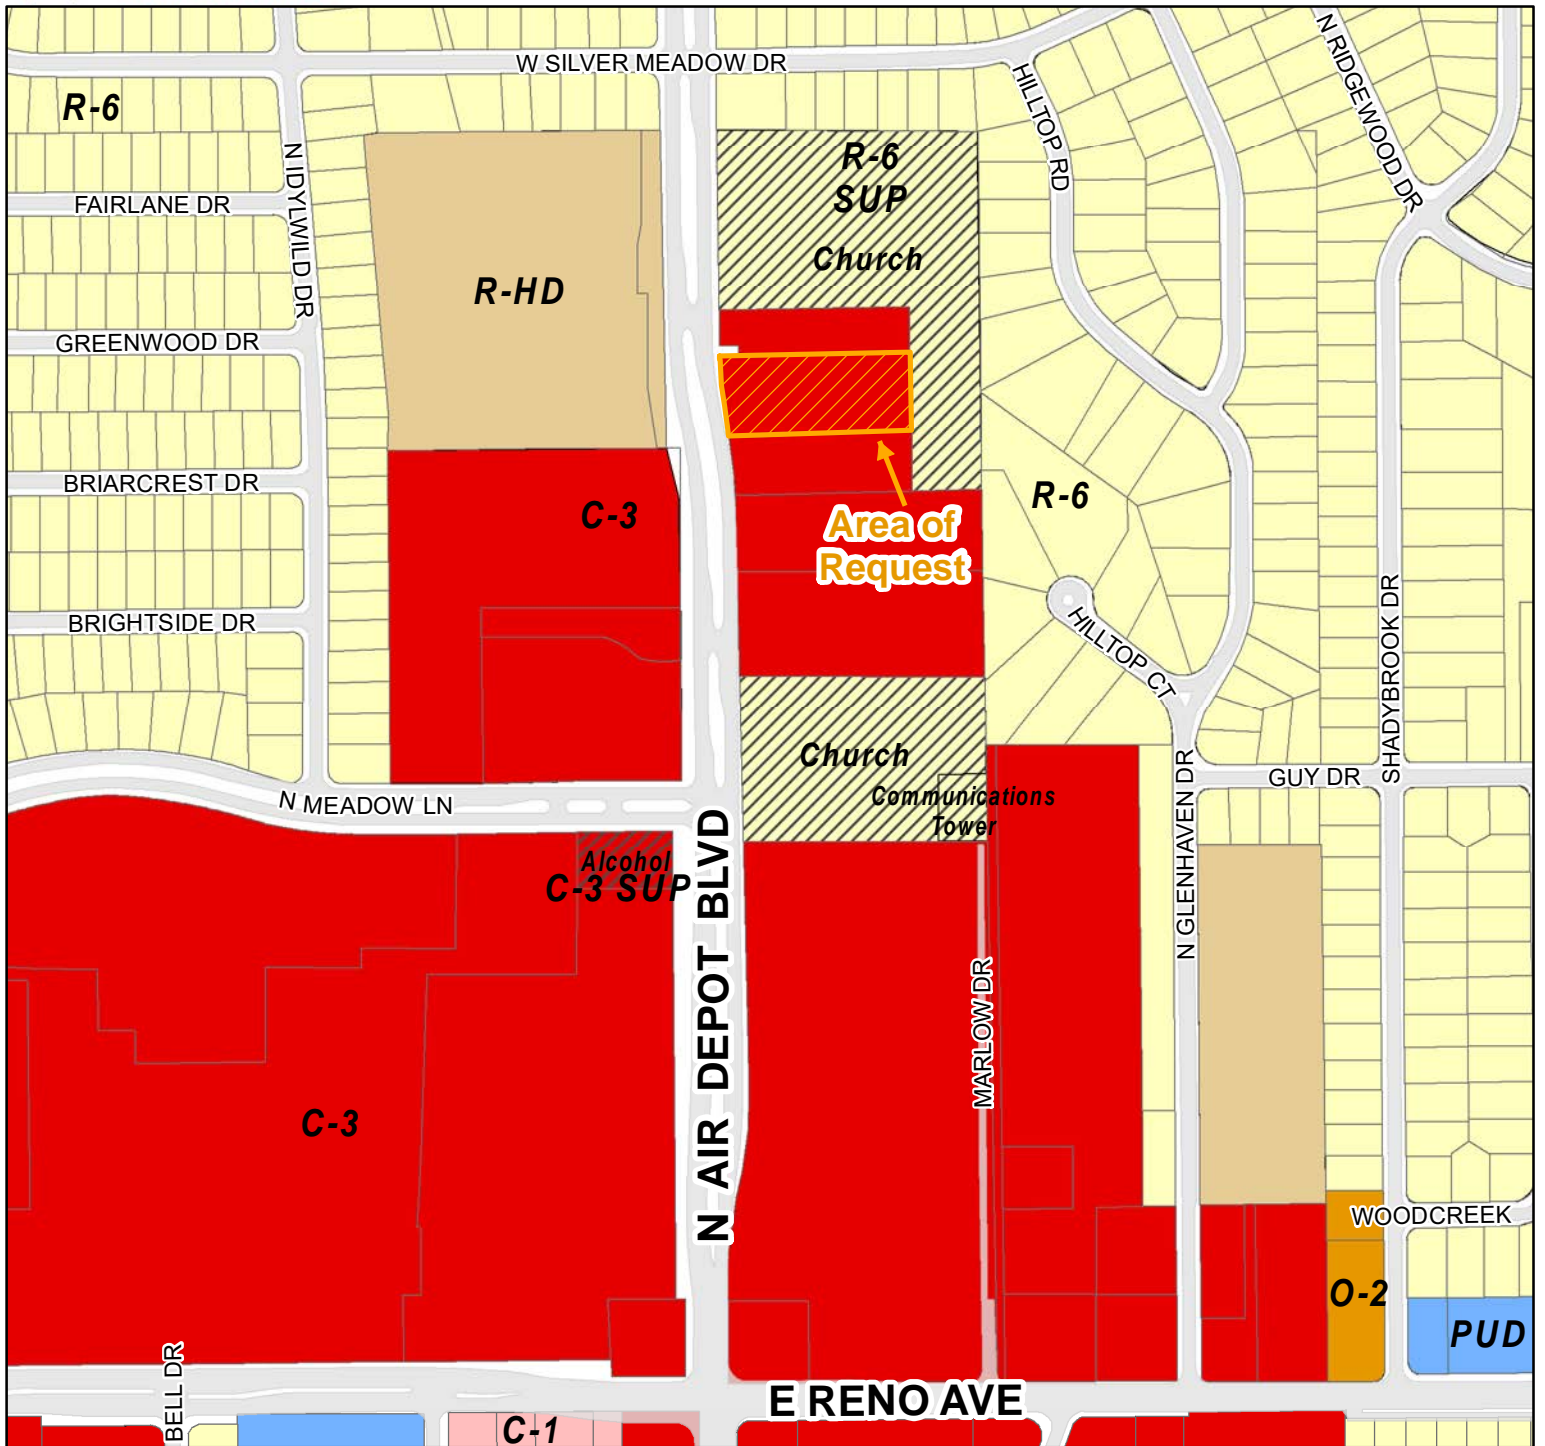 W SILVER MEADOW DR
N RIDGEWOOD DR
R-6
HILLTOP RD
N IDYLWILD DR
R-6
SUP
Church
FAIRLANE DR
R-HD
GREENWOOD DR
BRIARCREST DR
C-3
R-6
Area of
Request
BRIGHTSIDE DR
HILLTOP CT
SHADYBROOK DR
Church
Communications
Tower
GUY DR
N MEADOW LN
Alcohol
C-3 SUP
N AIR DEPOT BLVD
N GLENHAVEN DR
MARLOW DR
C-3
WOODCREEK
O-2
PUD
BELL DR
E RENO AVE
C-1